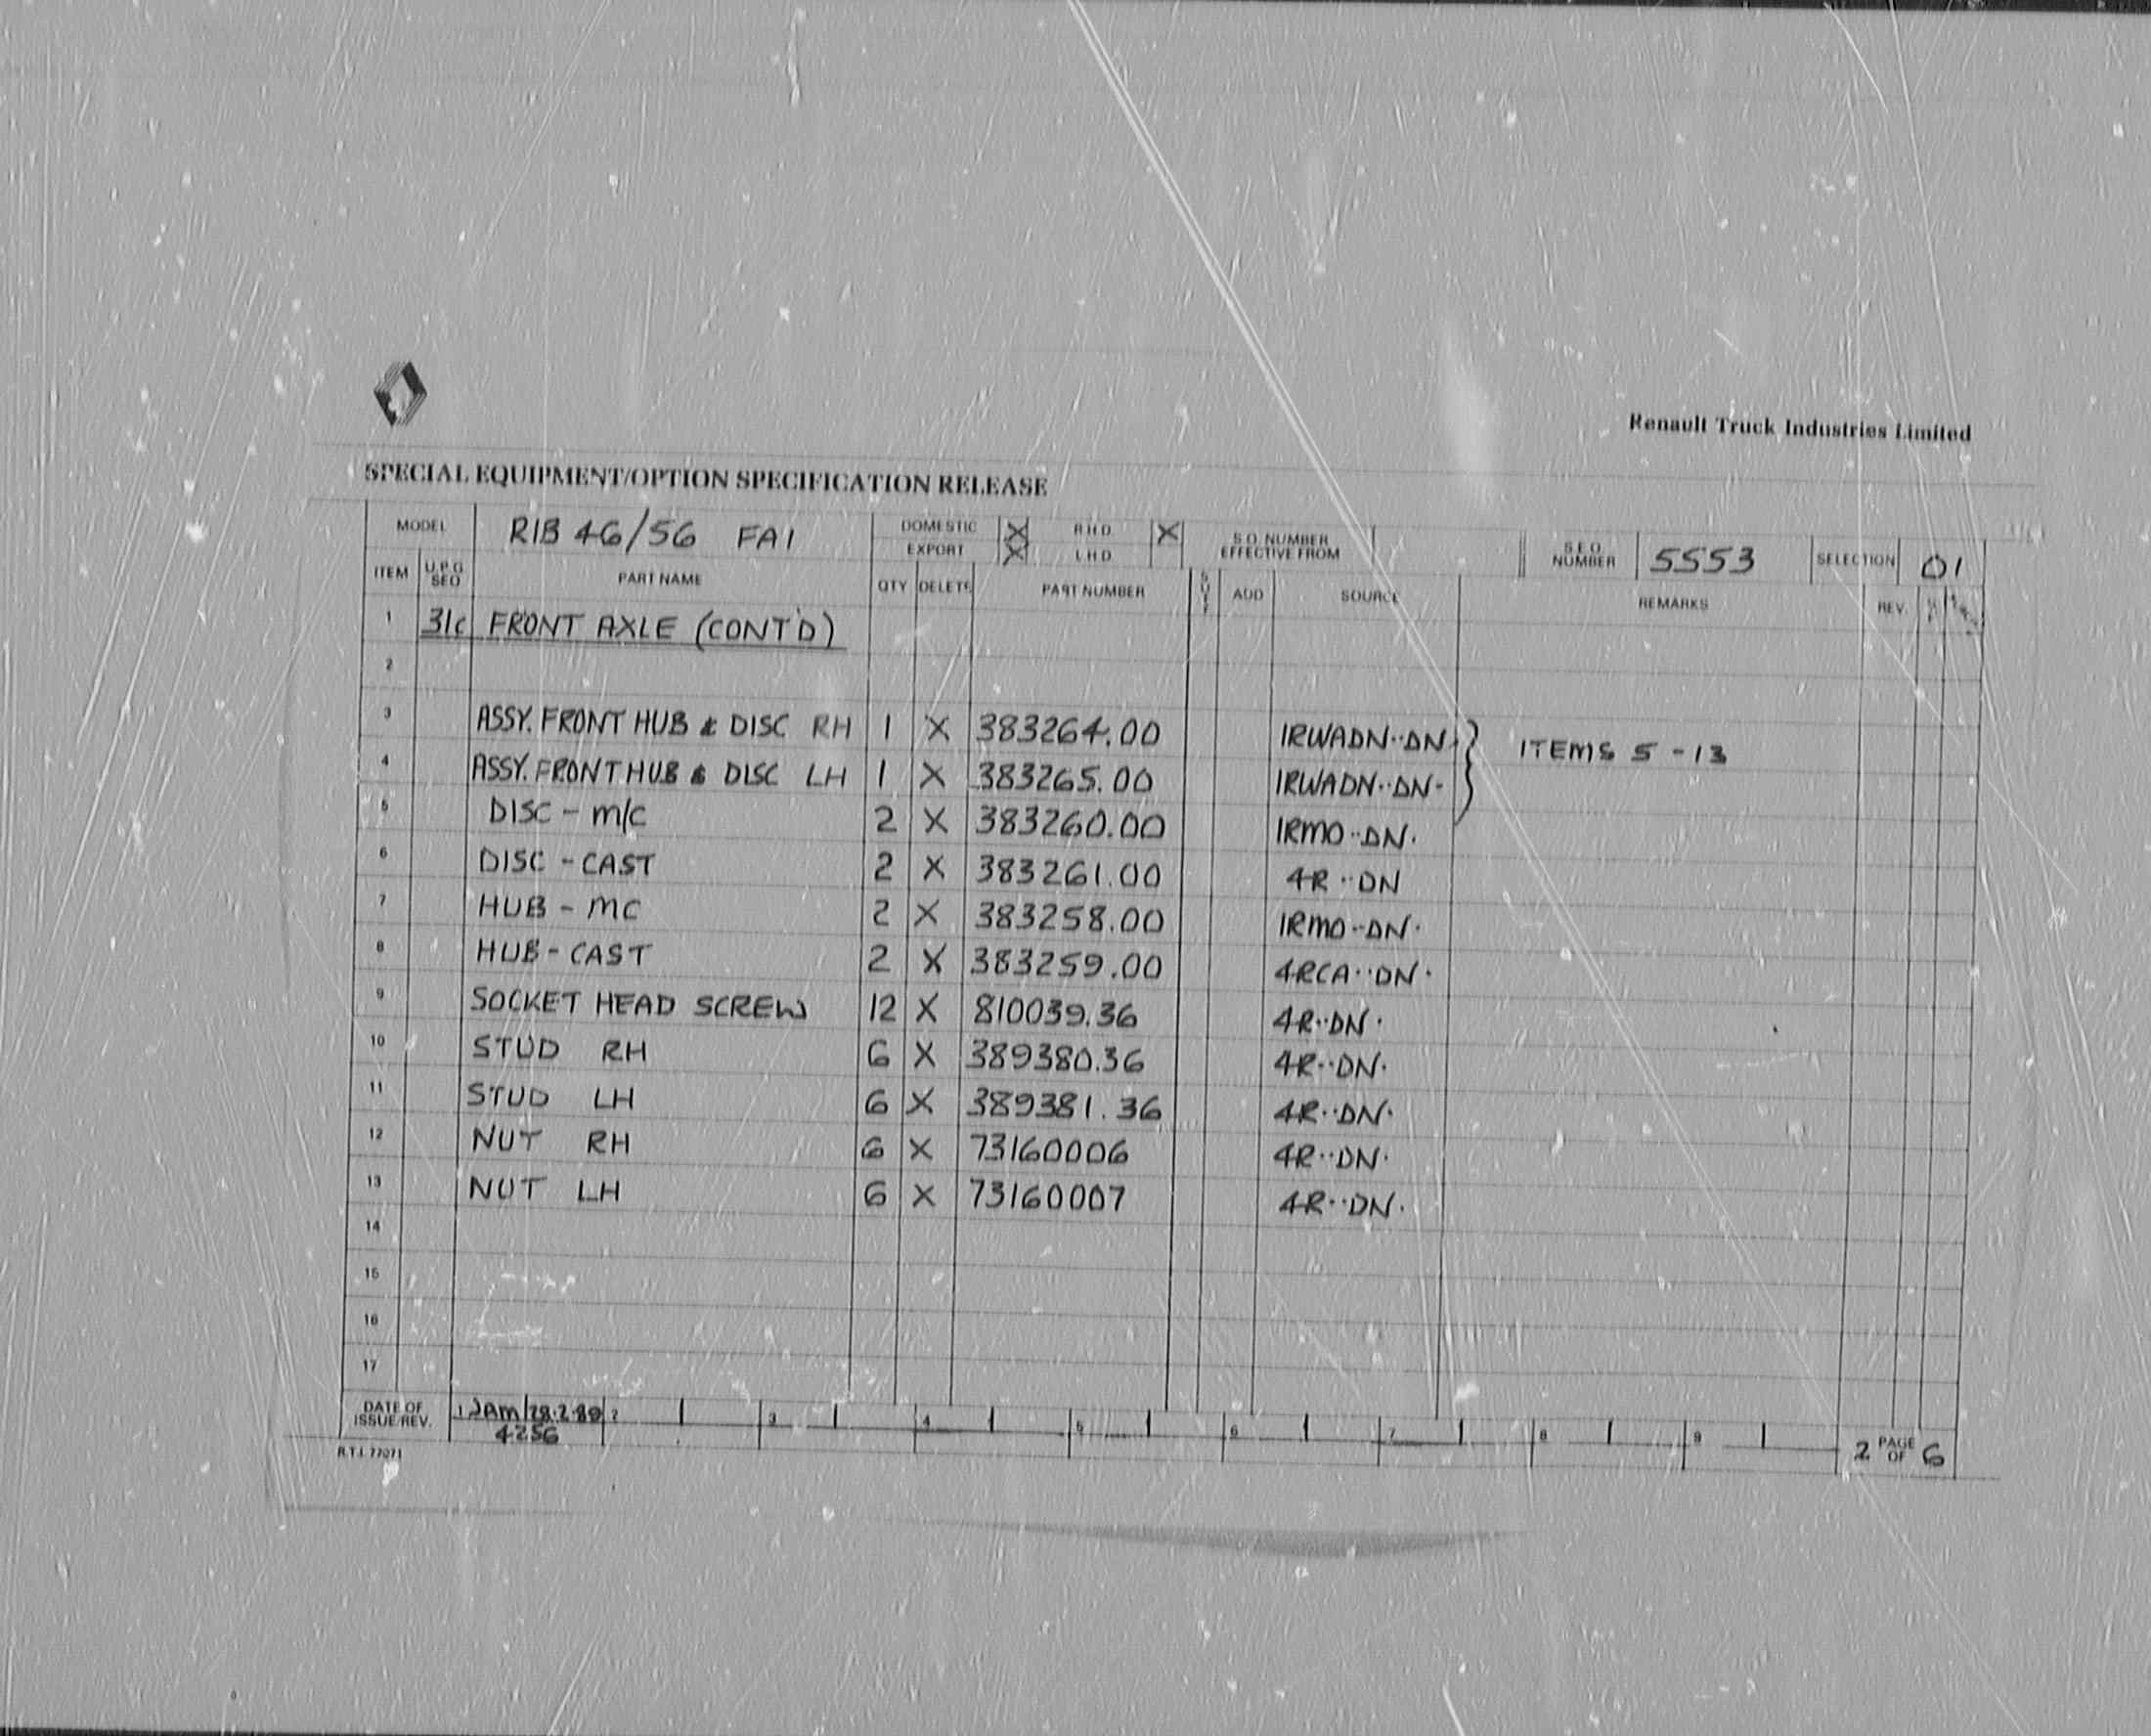 Renault Truck Industries Limited
SPECIAL EQUIPMENT/OPTION SPECIFICATION RELEASE
MODEL RIB 46/56 FA1 DOMESTIC X R H D X S.O. NUMBER EFFECTIVE FROM S.E.O. NUMBER 5553 SELECTION 01
EXPORT X L H D
ITEM U.P.G SEQ PART NAME QTY DELETE PART NUMBER ADD SOURCE REMARKS REV.
1 31c FRONT AXLE (CONT'D)
2
3 ASSY. FRONT HUB & DISC RH 1 X 383264.00 1RWADN··DN· ITEMS 5-13
4 ASSY. FRONT HUB & DISC LH 1 X 383265.00 1RWADN··DN·
5 DISC - M/C 2 X 383260.00 1RMO··DN·
6 DISC - CAST 2 X 383261.00 4R··DN
7 HUB - MC 2 X 383258.00 1RMO··DN·
8 HUB - CAST 2 X 383259.00 4RCA··DN·
9 SOCKET HEAD SCREW 12 X 810039.36 4R··DN·
10 STUD RH 6 X 389380.36 4R··DN·
11 STUD LH 6 X 389381.36 4R··DN·
12 NUT RH 6 X 73160006 4R··DN·
13 NUT LH 6 X 73160007 4R··DN·
14
15
16
17
DATE OF ISSUE/REV. 1 JAM 28.2.89 2 3 4 5 6 7 8 9 2 PAGE OF 6
4256
R.T.I. 77071